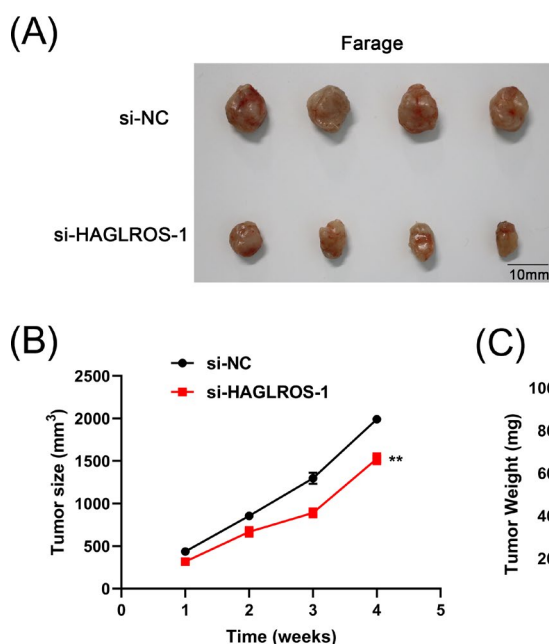 (A)
Farage
si-NC
si-HAGLROS-1
10mm
(B)
si-NC
si-HAGLROS-1
2500
2000
1500
1000
500
0
Tumor size (mm³)
**
0 1 2 3 4 5
Time (weeks)
(C)
Tumor Weight (mg)